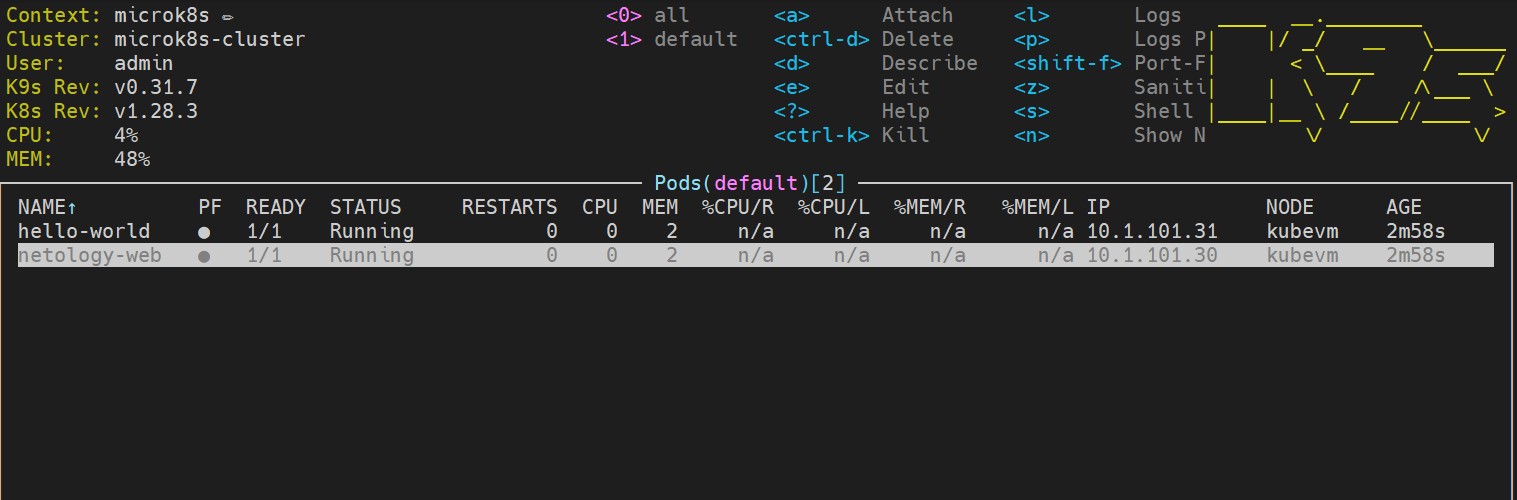 Context: microk8s ✏ <0> all <a> Attach <l> Logs
Cluster: microk8s-cluster <1> default <ctrl-d> Delete <p> Logs P
User: admin <d> Describe <shift-f> Port-F
K9s Rev: v0.31.7 <e> Edit <z> Saniti
K8s Rev: v1.28.3 <?> Help <s> Shell
CPU: 4% <ctrl-k> Kill <n> Show N
MEM: 48%
Pods(default)[2]
NAME↑ PF READY STATUS RESTARTS CPU MEM %CPU/R %CPU/L %MEM/R %MEM/L IP NODE AGE
hello-world ● 1/1 Running 0 0 2 n/a n/a n/a n/a 10.1.101.31 kubevm 2m58s
netology-web ● 1/1 Running 0 0 2 n/a n/a n/a n/a 10.1.101.30 kubevm 2m58s